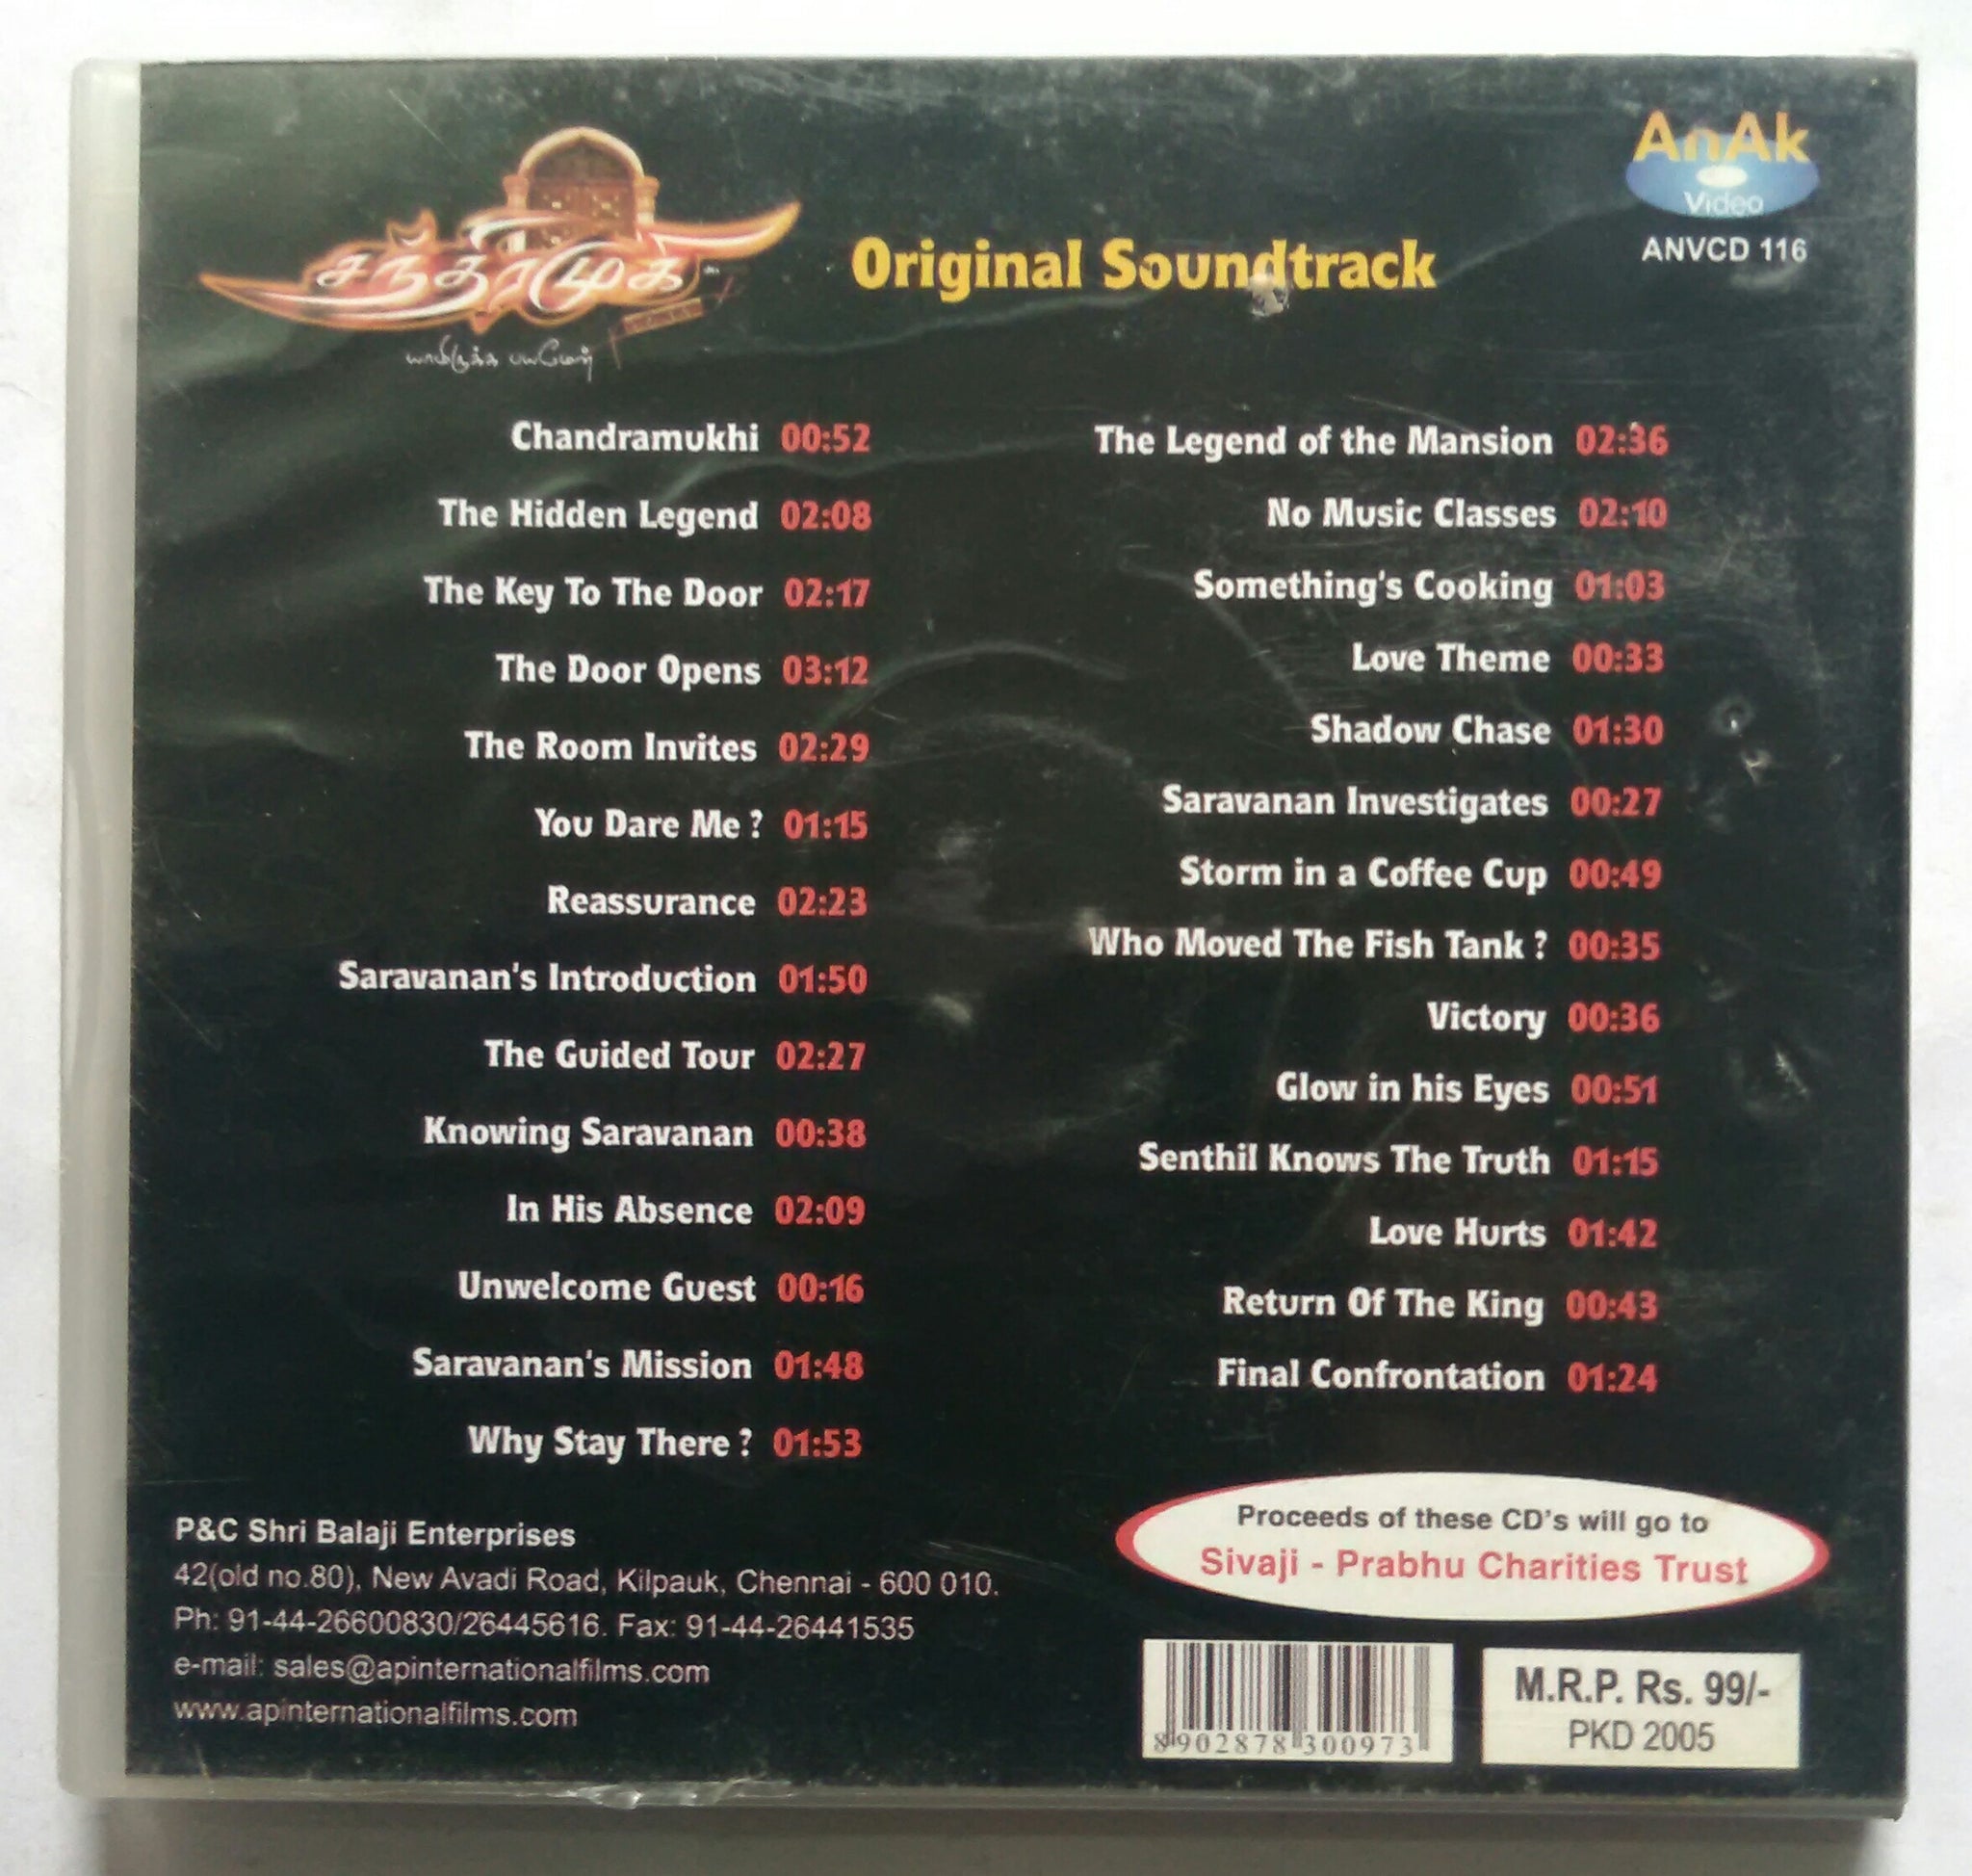 சந்த்ரமுகி
யாமிருக்க பயமேன்
Original Soundtrack
AnAk
Video
ANVCD 116
Chandramukhi 00:52
The Hidden Legend 02:08
The Key To The Door 02:17
The Door Opens 03:12
The Room Invites 02:29
You Dare Me ? 01:15
Reassurance 02:23
Saravanan's Introduction 01:50
The Guided Tour 02:27
Knowing Saravanan 00:38
In His Absence 02:09
Unwelcome Guest 00:16
Saravanan's Mission 01:48
Why Stay There ? 01:53
The Legend of the Mansion 02:36
No Music Classes 02:10
Something's Cooking 01:03
Love Theme 00:33
Shadow Chase 01:30
Saravanan Investigates 00:27
Storm in a Coffee Cup 00:49
Who Moved The Fish Tank ? 00:35
Victory 00:36
Glow in his Eyes 00:51
Senthil Knows The Truth 01:15
Love Hurts 01:42
Return Of The King 00:43
Final Confrontation 01:24
P&C Shri Balaji Enterprises
42(old no.80), New Avadi Road, Kilpauk, Chennai - 600 010.
Ph: 91-44-26600830/26445616. Fax: 91-44-26441535
e-mail: sales@apinternationalfilms.com
www.apinternationalfilms.com
Proceeds of these CD's will go to
Sivaji - Prabhu Charities Trust
8902878300973
M.R.P. Rs. 99/-
PKD 2005